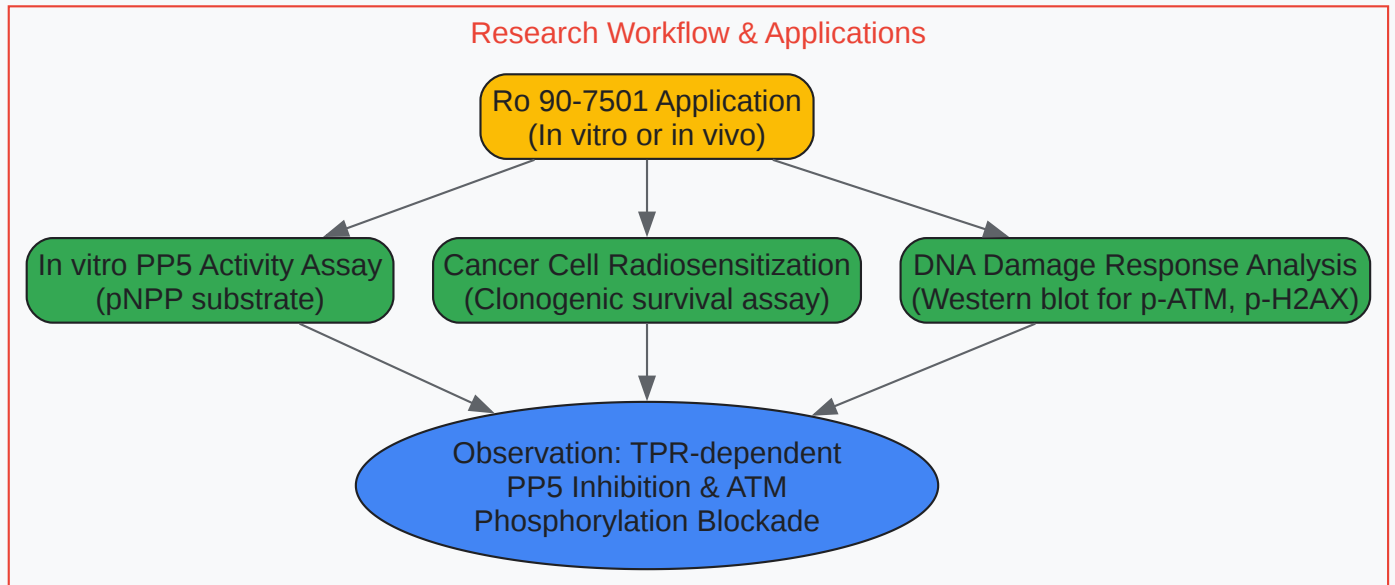 Research Workflow & Applications
Ro 90-7501 Application
(In vitro or in vivo)
In vitro PP5 Activity Assay
(pNPP substrate)
Cancer Cell Radiosensitization
(Clonogenic survival assay)
DNA Damage Response Analysis
(Western blot for p-ATM, p-H2AX)
Observation: TPR-dependent
PP5 Inhibition & ATM
Phosphorylation Blockade